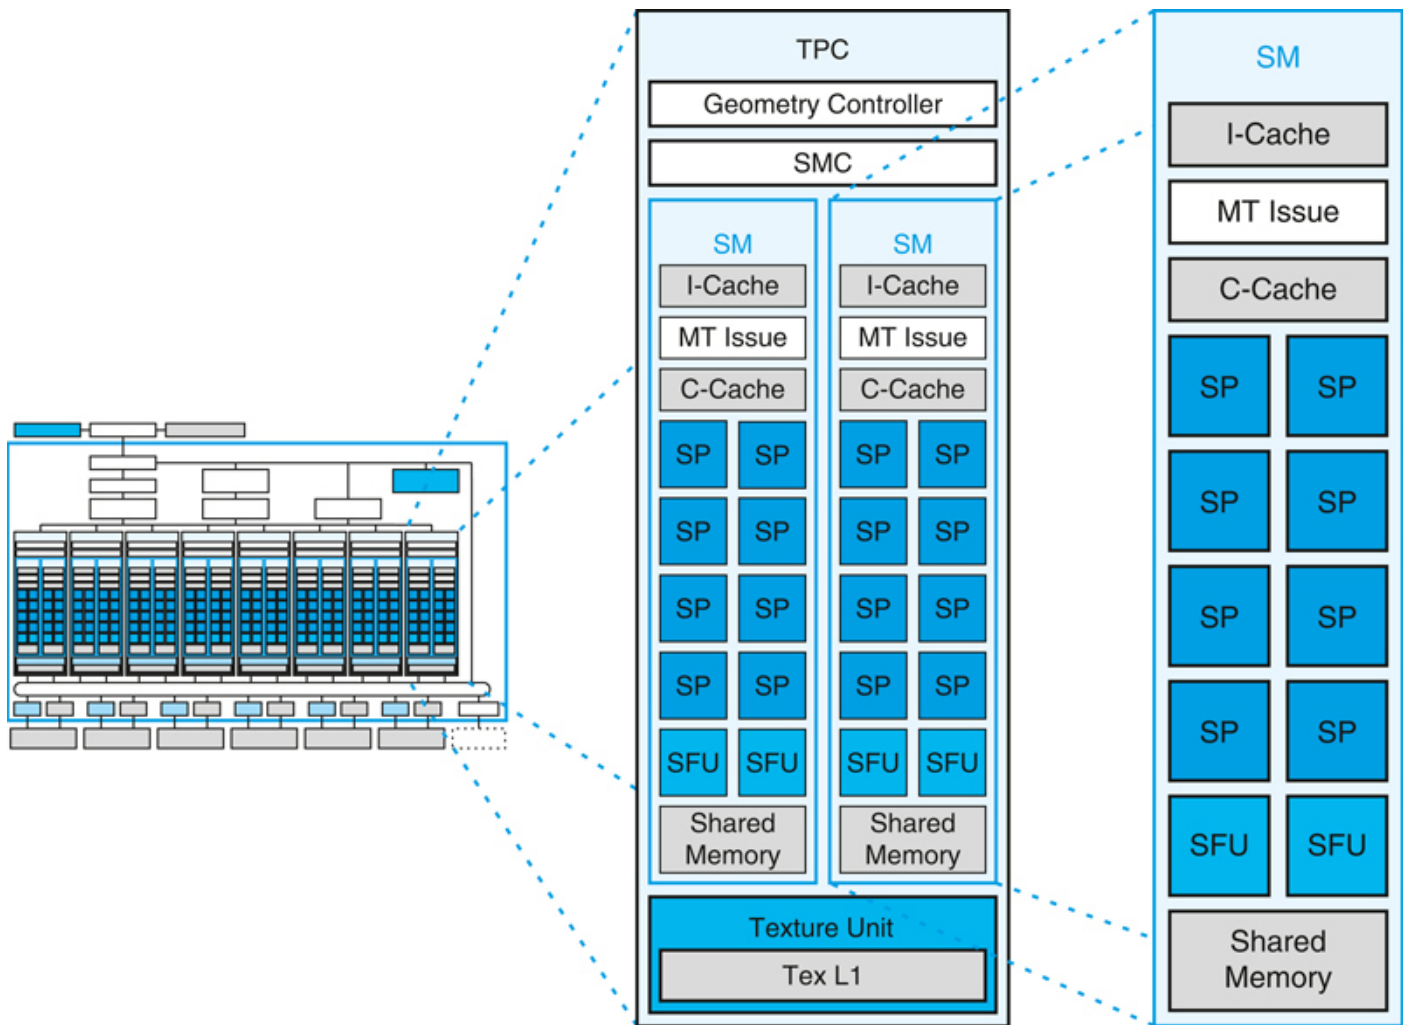 TPC
Geometry Controller
SMC
SM
I-Cache
MT Issue
C-Cache
SP SP
SP SP
SP SP
SP SP
SFU SFU
Shared
Memory
SM
I-Cache
MT Issue
C-Cache
SP SP
SP SP
SP SP
SP SP
SFU SFU
Shared
Memory
Texture Unit
Tex L1
SM
I-Cache
MT Issue
C-Cache
SP SP
SP SP
SP SP
SP SP
SFU SFU
Shared
Memory